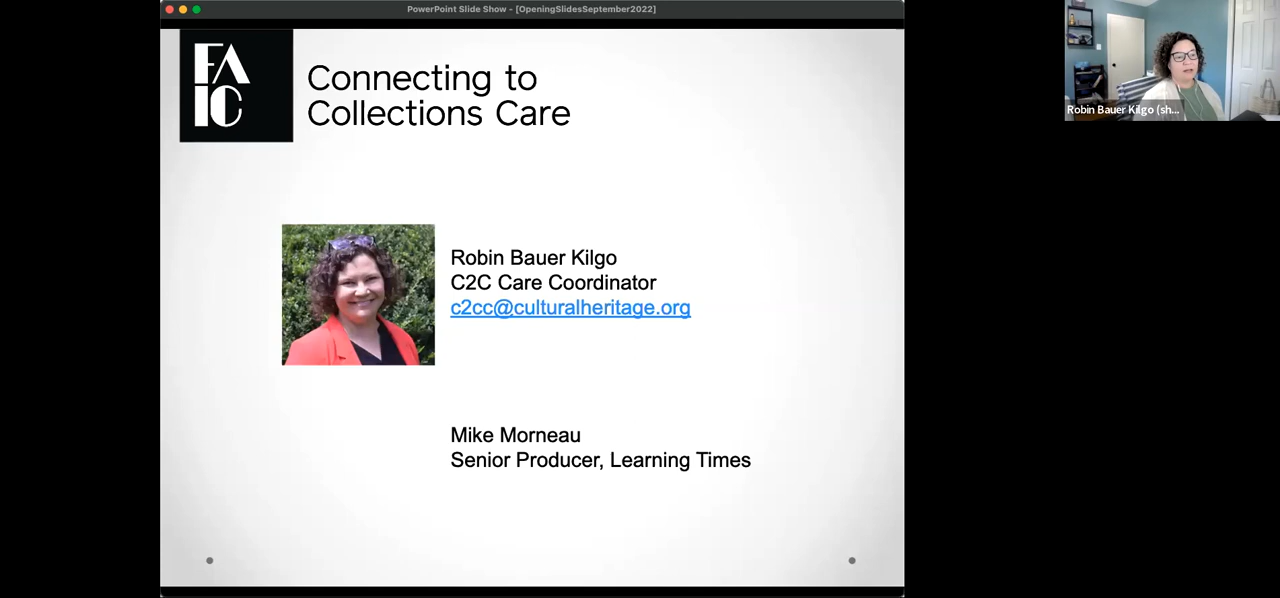 PowerPoint Slide Show - [OpeningSlidesSeptember2022]
FA
IC
Connecting to
Collections Care
Robin Bauer Kilgo (sh...
Robin Bauer Kilgo
C2C Care Coordinator
c2cc@culturalheritage.org
Mike Morneau
Senior Producer, Learning Times